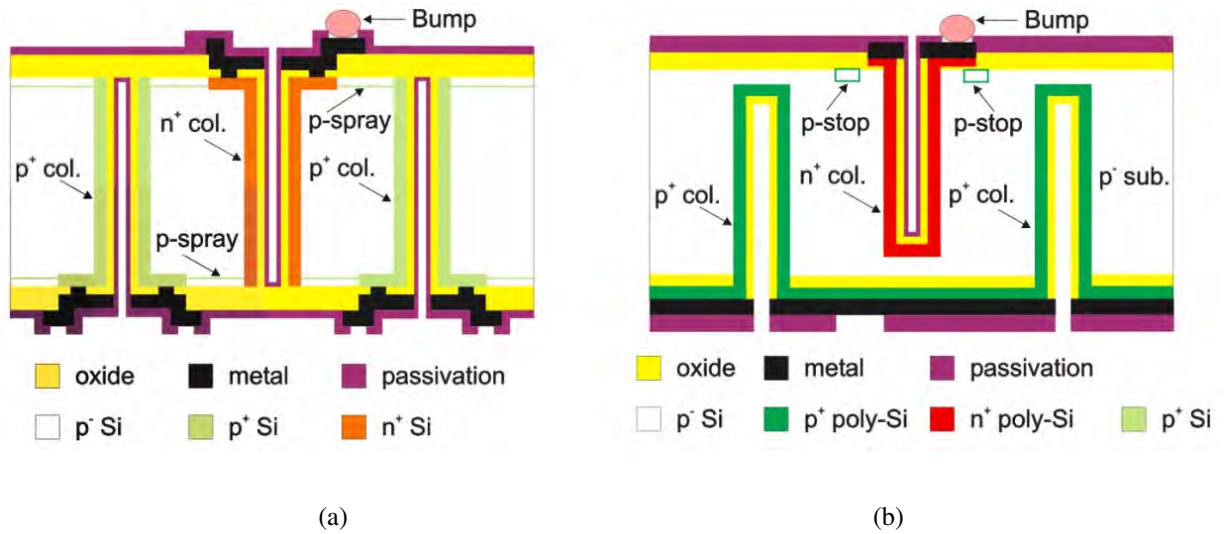 Bump
n⁺ col.
p-spray
p⁺ col.
p⁺ col.
p-spray
oxide
metal
passivation
p⁻ Si
p⁺ Si
n⁺ Si
(a)
Bump
p-stop
p-stop
n⁺ col.
p⁺ col.
p⁺ col.
p⁻ sub.
oxide
metal
passivation
p⁻ Si
p⁺ poly-Si
n⁺ poly-Si
p⁺ Si
(b)